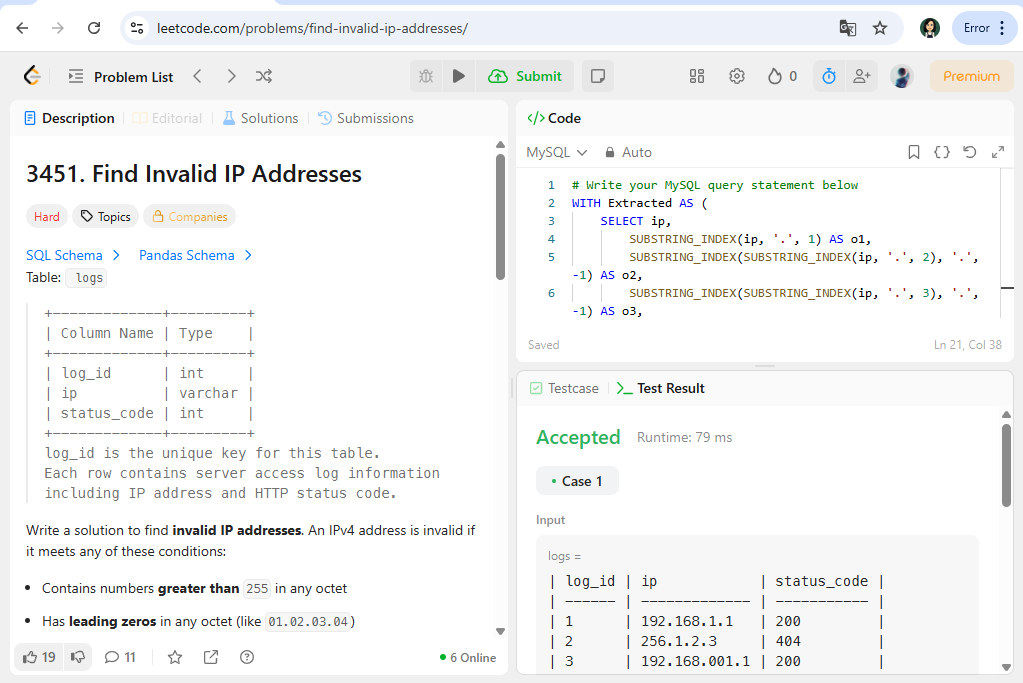 leetcode.com/problems/find-invalid-ip-addresses/
Error
Problem List
Submit
0
Premium
Description
Editorial
Solutions
Submissions
3451. Find Invalid IP Addresses
Hard
Topics
Companies
SQL Schema
Pandas Schema
Table: logs
+-------------+---------+
| Column Name | Type    |
+-------------+---------+
| log_id      | int     |
| ip          | varchar |
| status_code | int     |
+-------------+---------+
log_id is the unique key for this table.
Each row contains server access log information
including IP address and HTTP status code.
Write a solution to find invalid IP addresses. An IPv4 address is invalid if
it meets any of these conditions:
• Contains numbers greater than 255 in any octet
• Has leading zeros in any octet (like 01.02.03.04)
19
11
6 Online
</> Code
MySQL
Auto
1 # Write your MySQL query statement below
2 WITH Extracted AS (
3 SELECT ip,
4 SUBSTRING_INDEX(ip, '.', 1) AS o1,
5 SUBSTRING_INDEX(SUBSTRING_INDEX(ip, '.', 2), '.',
-1) AS o2,
6 SUBSTRING_INDEX(SUBSTRING_INDEX(ip, '.', 3), '.',
-1) AS o3,
Saved
Ln 21, Col 38
Testcase
Test Result
Accepted
Runtime: 79 ms
• Case 1
Input
logs =
| log_id | ip            | status_code |
| ------ | ------------- | ----------- |
| 1      | 192.168.1.1   | 200         |
| 2      | 256.1.2.3     | 404         |
| 3      | 192.168.001.1 | 200         |